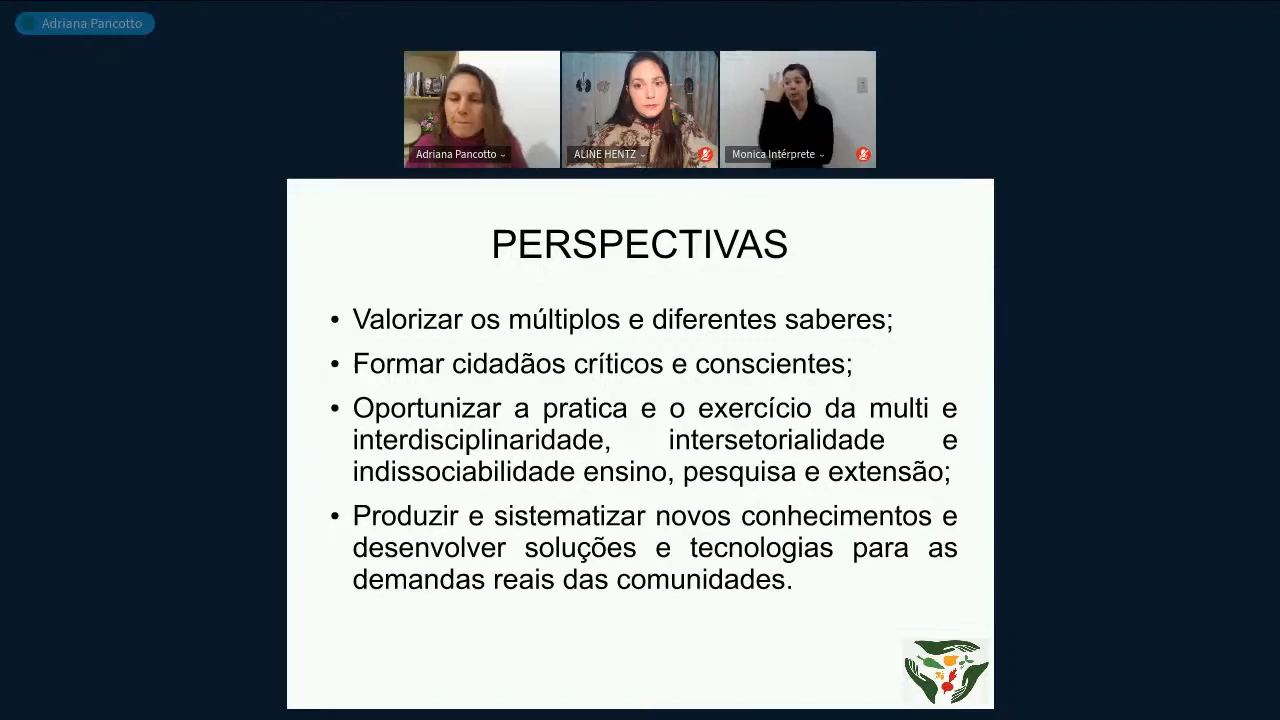 Adriana Pancotto
Adriana Pancotto
ALINE HENTZ
Monica Intérprete
PERSPECTIVAS
• Valorizar os múltiplos e diferentes saberes;
• Formar cidadãos críticos e conscientes;
• Oportunizar a pratica e o exercício da multi e
interdisciplinaridade, intersetorialidade e
indissociabilidade ensino, pesquisa e extensão;
• Produzir e sistematizar novos conhecimentos e
desenvolver soluções e tecnologias para as
demandas reais das comunidades.